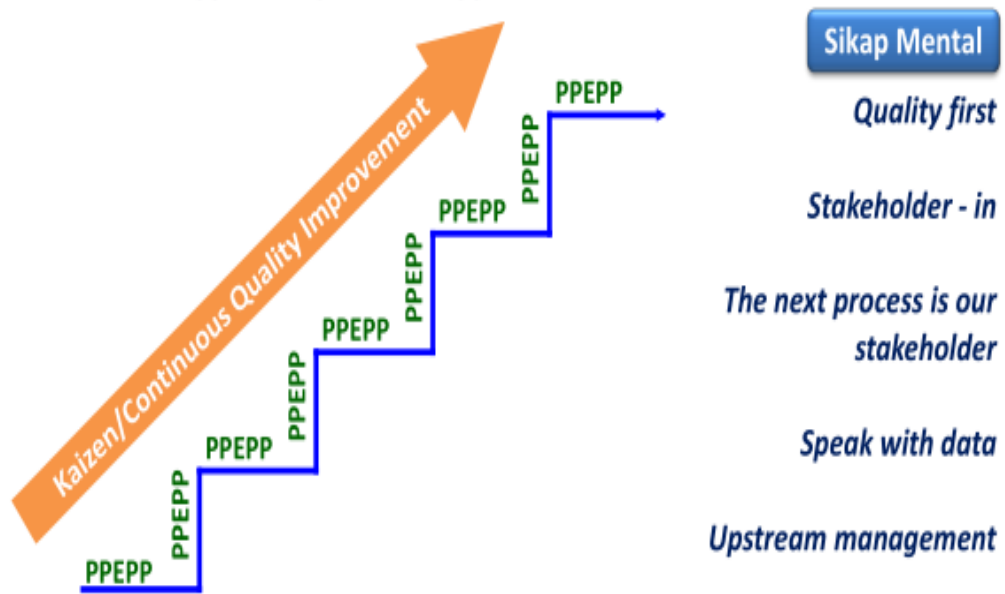 Sikap Mental
Quality first
Stakeholder - in
The next process is our
stakeholder
Speak with data
Upstream management
Kaizen/Continuous Quality Improvement
PPEPP
PPEPP
PPEPP
PPEPP
PPEPP
PPEPP
PPEPP
PPEPP
PPEPP